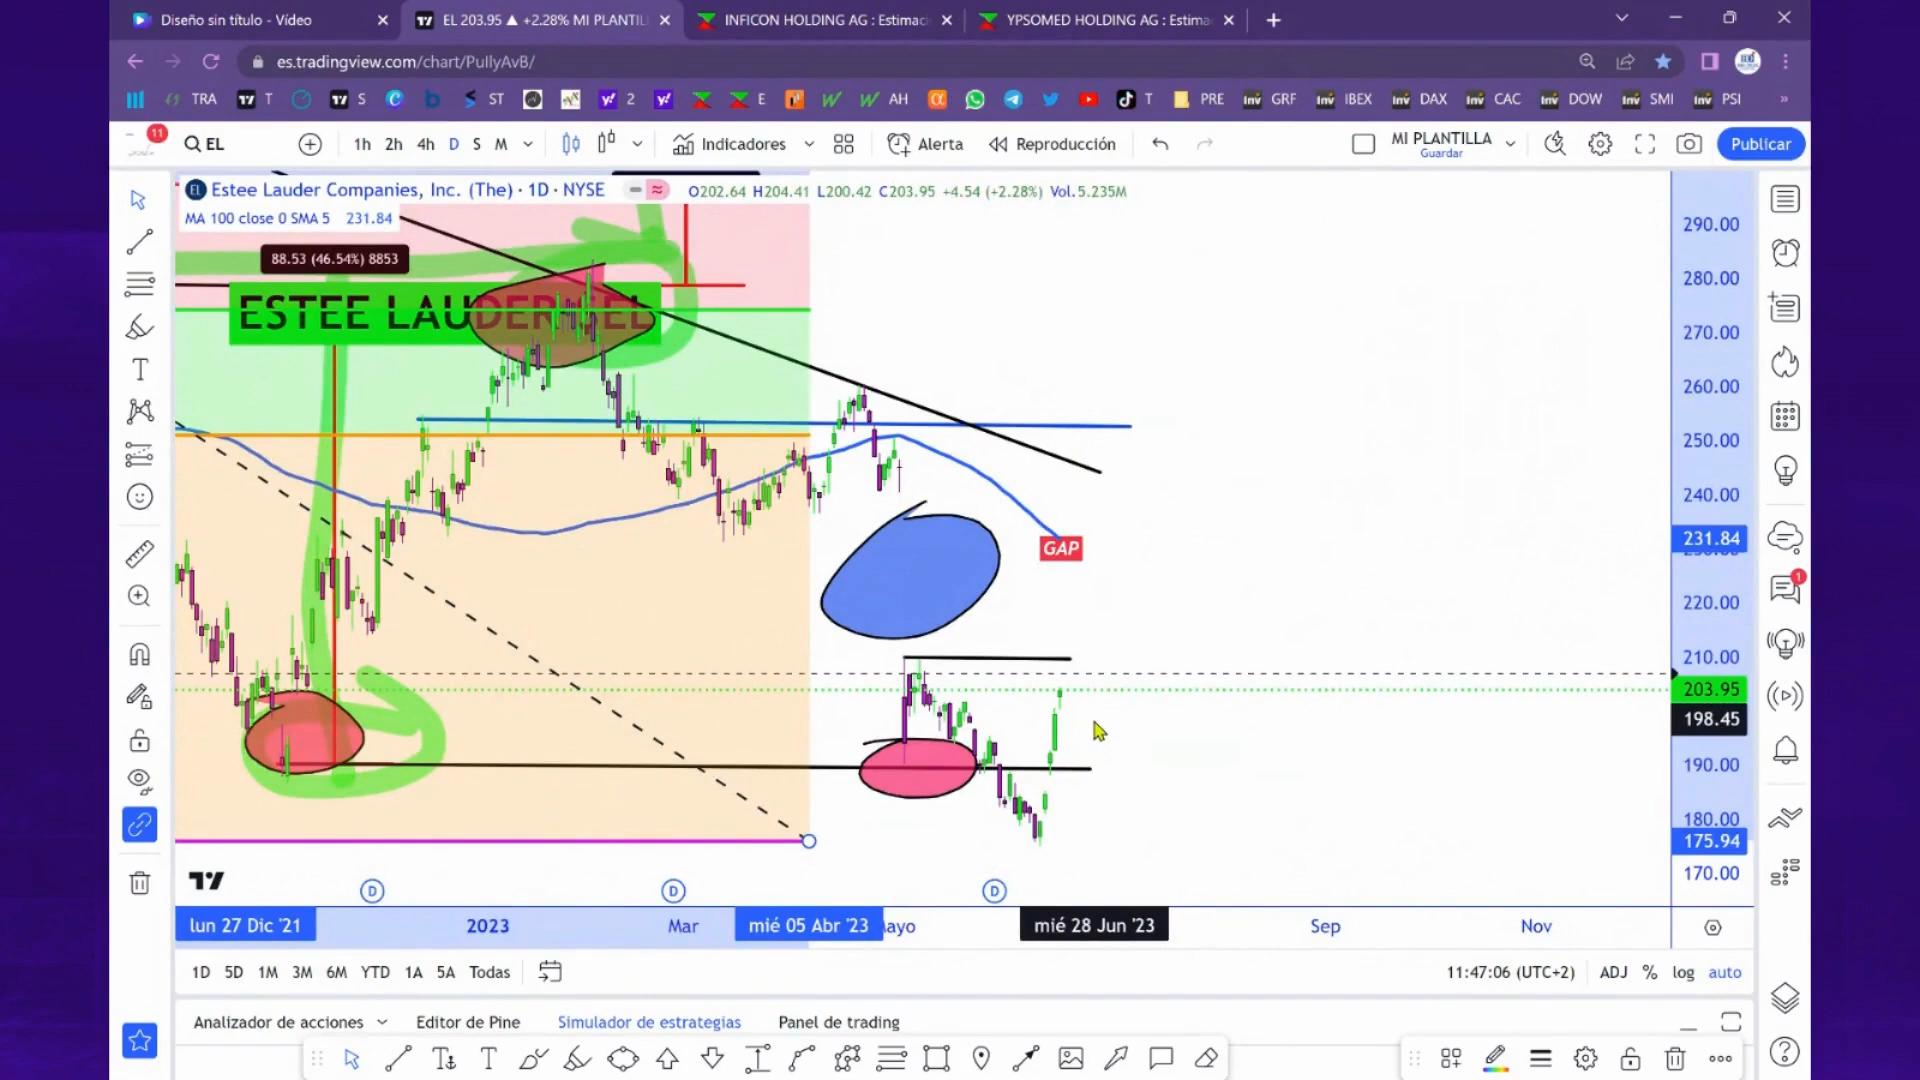 Diseño sin título - Vídeo
EL 203.95 ▲ +2.28% MI PLANTIL
INFICON HOLDING AG : Estimaci
YPSOMED HOLDING AG : Estima
es.tradingview.com/chart/PullyAvB/
TRA T S ST 2 E AH T PRE GRF IBEX DAX CAC DOW SMI PSI »
11
EL 1h 2h 4h D S M Indicadores Alerta Reproducción MI PLANTILLA Publicar
Guardar
Estee Lauder Companies, Inc. (The) · 1D · NYSE O202.64 H204.41 L200.42 C203.95 +4.54 (+2.28%) Vol.5.235M
MA 100 close 0 SMA 5 231.84
88.53 (46.54%) 8853
ESTEE LAUDER $EL
GAP
290.00
280.00
270.00
260.00
250.00
240.00
231.84
220.00
210.00
203.95
198.45
190.00
180.00
175.94
170.00
1
D D D
lun 27 Dic '21 2023 Mar mié 05 Abr '23 Mayo mié 28 Jun '23 Sep Nov
1D 5D 1M 3M 6M YTD 1A 5A Todas 11:47:06 (UTC+2) ADJ % log auto
Analizador de acciones Editor de Pine Simulador de estrategias Panel de trading